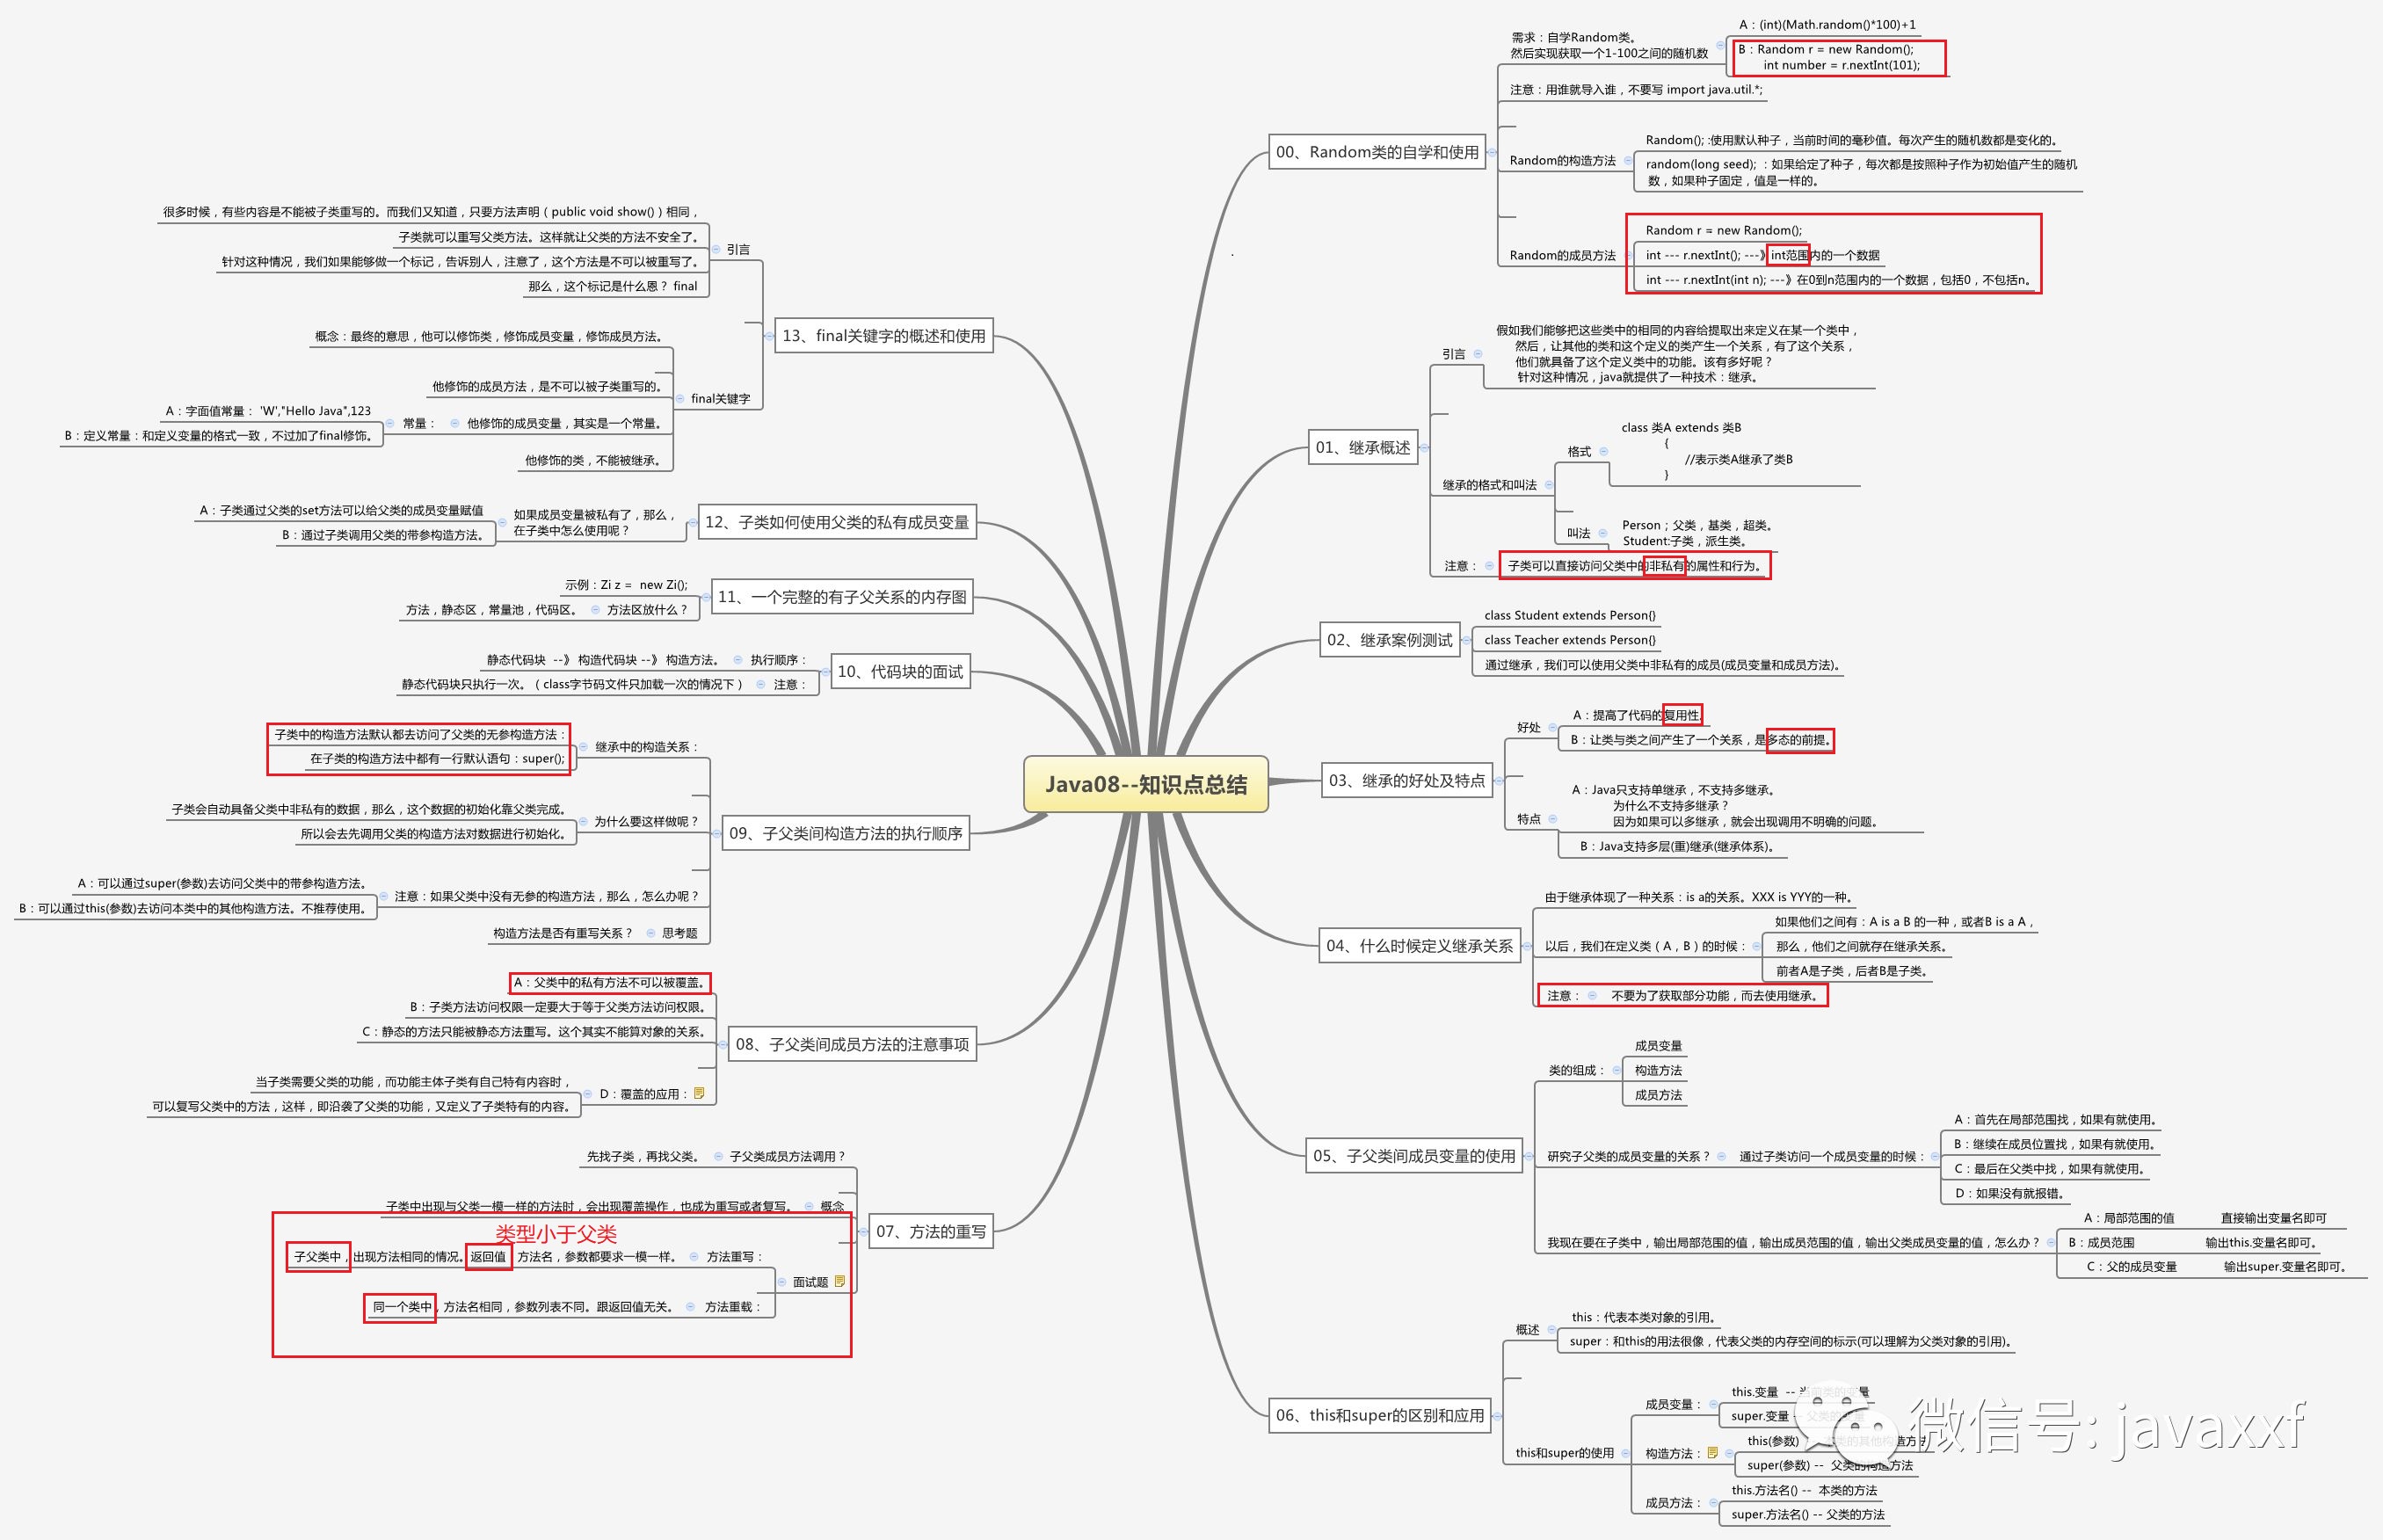 Java08--知识点总结
00、Random类的自学和使用
需求：自学Random类。
然后实现获取一个1-100之间的随机数
A：(int)(Math.random()*100)+1
B：Random r = new Random();
int number = r.nextInt(101);
注意：用谁就导入谁，不要写 import java.util.*;
Random的构造方法
Random(); :使用默认种子，当前时间的毫秒值。每次产生的随机数都是变化的。
random(long seed); ：如果给定了种子，每次都是按照种子作为初始值产生的随机
数，如果种子固定，值是一样的。
Random的成员方法
Random r = new Random();
int --- r.nextInt(); ---》int范围内的一个数据
int --- r.nextInt(int n); ---》在0到n范围内的一个数据，包括0，不包括n。
01、继承概述
引言
假如我们能够把这些类中的相同的内容给提取出来定义在某一个类中，
然后，让其他的类和这个定义的类产生一个关系，有了这个关系，
他们就具备了这个定义类中的功能。该有多好呢？
针对这种情况，java就提供了一种技术：继承。
继承的格式和叫法
格式
class 类A extends 类B
{
//表示类A继承了类B
}
叫法
Person；父类，基类，超类。
Student:子类，派生类。
注意：
子类可以直接访问父类中的非私有的属性和行为。
02、继承案例测试
class Student extends Person{}
class Teacher extends Person{}
通过继承，我们可以使用父类中非私有的成员(成员变量和成员方法)。
03、继承的好处及特点
好处
A：提高了代码的复用性.
B：让类与类之间产生了一个关系，是多态的前提。
特点
A：Java只支持单继承，不支持多继承。
为什么不支持多继承？
因为如果可以多继承，就会出现调用不明确的问题。
B：Java支持多层(重)继承(继承体系)。
04、什么时候定义继承关系
由于继承体现了一种关系：is a的关系。XXX is YYY的一种。
以后，我们在定义类（A，B）的时候：
如果他们之间有：A is a B 的一种，或者B is a A，
那么，他们之间就存在继承关系。
前者A是子类，后者B是子类。
注意：
不要为了获取部分功能，而去使用继承。
05、子父类间成员变量的使用
类的组成：
成员变量
构造方法
成员方法
研究子父类的成员变量的关系？
通过子类访问一个成员变量的时候：
A：首先在局部范围找，如果有就使用。
B：继续在成员位置找，如果有就使用。
C：最后在父类中找，如果有就使用。
D：如果没有就报错。
我现在要在子类中，输出局部范围的值，输出成员范围的值，输出父类成员变量的值，怎么办？
A：局部范围的值 直接输出变量名即可
B：成员范围 输出this.变量名即可。
C：父的成员变量 输出super.变量名即可。
06、this和super的区别和应用
概述
this：代表本类对象的引用。
super：和this的用法很像，代表父类的内存空间的标示(可以理解为父类对象的引用)。
this和super的使用
成员变量：
this.变量 -- 当前类的变量
super.变量 -- 父类的
构造方法：
this(参数) 类的其他构造方
super(参数) -- 父类的构造方法
成员方法：
this.方法名() -- 本类的方法
super.方法名() -- 父类的方法
微信号: javaxxf
13、final关键字的概述和使用
引言
很多时候，有些内容是不能被子类重写的。而我们又知道，只要方法声明（public void show()）相同，
子类就可以重写父类方法。这样就让父类的方法不安全了。
针对这种情况，我们如果能够做一个标记，告诉别人，注意了，这个方法是不可以被重写了。
那么，这个标记是什么恩？ final
final关键字
概念：最终的意思，他可以修饰类，修饰成员变量，修饰成员方法。
他修饰的成员方法，是不可以被子类重写的。
他修饰的成员变量，其实是一个常量。
常量：
A：字面值常量： 'W',"Hello Java",123
B：定义常量：和定义变量的格式一致，不过加了final修饰。
他修饰的类，不能被继承。
12、子类如何使用父类的私有成员变量
如果成员变量被私有了，那么，
在子类中怎么使用呢？
A：子类通过父类的set方法可以给父类的成员变量赋值
B：通过子类调用父类的带参构造方法。
11、一个完整的有子父关系的内存图
示例：Zi z = new Zi();
方法区放什么？
方法，静态区，常量池，代码区。
10、代码块的面试
执行顺序：
静态代码块 --》 构造代码块 --》 构造方法。
注意：
静态代码块只执行一次。（class字节码文件只加载一次的情况下）
09、子父类间构造方法的执行顺序
继承中的构造关系：
子类中的构造方法默认都去访问了父类的无参构造方法：
在子类的构造方法中都有一行默认语句：super();
为什么要这样做呢？
子类会自动具备父类中非私有的数据，那么，这个数据的初始化靠父类完成。
所以会去先调用父类的构造方法对数据进行初始化。
注意：如果父类中没有无参的构造方法，那么，怎么办呢？
A：可以通过super(参数)去访问父类中的带参构造方法。
B：可以通过this(参数)去访问本类中的其他构造方法。不推荐使用。
思考题
构造方法是否有重写关系？
08、子父类间成员方法的注意事项
A：父类中的私有方法不可以被覆盖。
B：子类方法访问权限一定要大于等于父类方法访问权限。
C：静态的方法只能被静态方法重写。这个其实不能算对象的关系。
D：覆盖的应用：
当子类需要父类的功能，而功能主体子类有自己特有内容时，
可以复写父类中的方法，这样，即沿袭了父类的功能，又定义了子类特有的内容。
07、方法的重写
子父类成员方法调用？
先找子类，再找父类。
概念
子类中出现与父类一模一样的方法时，会出现覆盖操作，也成为重写或者复写。
面试题
类型小于父类
方法重写：
子父类中，出现方法相同的情况。返回值 方法名，参数都要求一模一样。
方法重载：
同一个类中，方法名相同，参数列表不同。跟返回值无关。